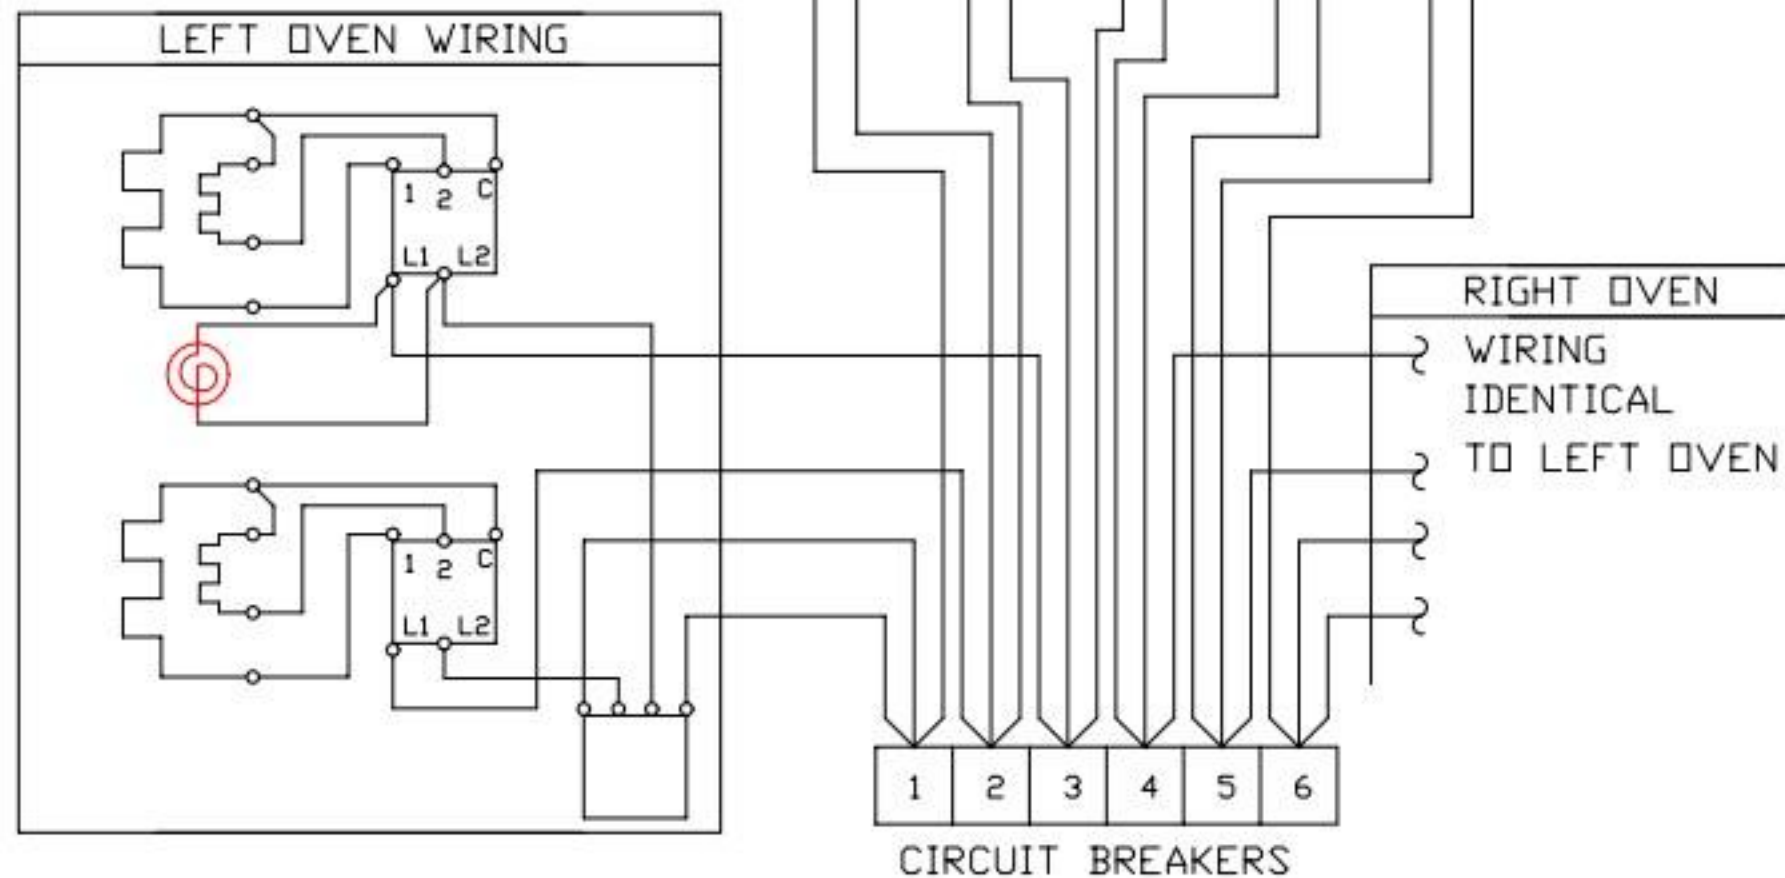 LEFT OVEN WIRING
1 2 C
L1 L2
1 2 C
L1 L2
RIGHT OVEN
WIRING
IDENTICAL
TO LEFT OVEN
1 2 3 4 5 6
CIRCUIT BREAKERS